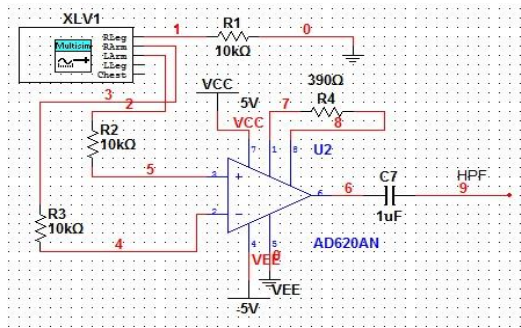 XLV1
RLeg
RArm
LArm
LLeg
Chest
Multisim
1
R1
10kΩ
0
3
2
VCC
5V
VCC
390Ω
R4
7
8
R2
10kΩ
5
R3
10kΩ
4
7
1
8
U2
3
+
2
−
6
6
C7
1uF
9
HPF
4
5
VEE
0
AD620AN
VEE
-5V